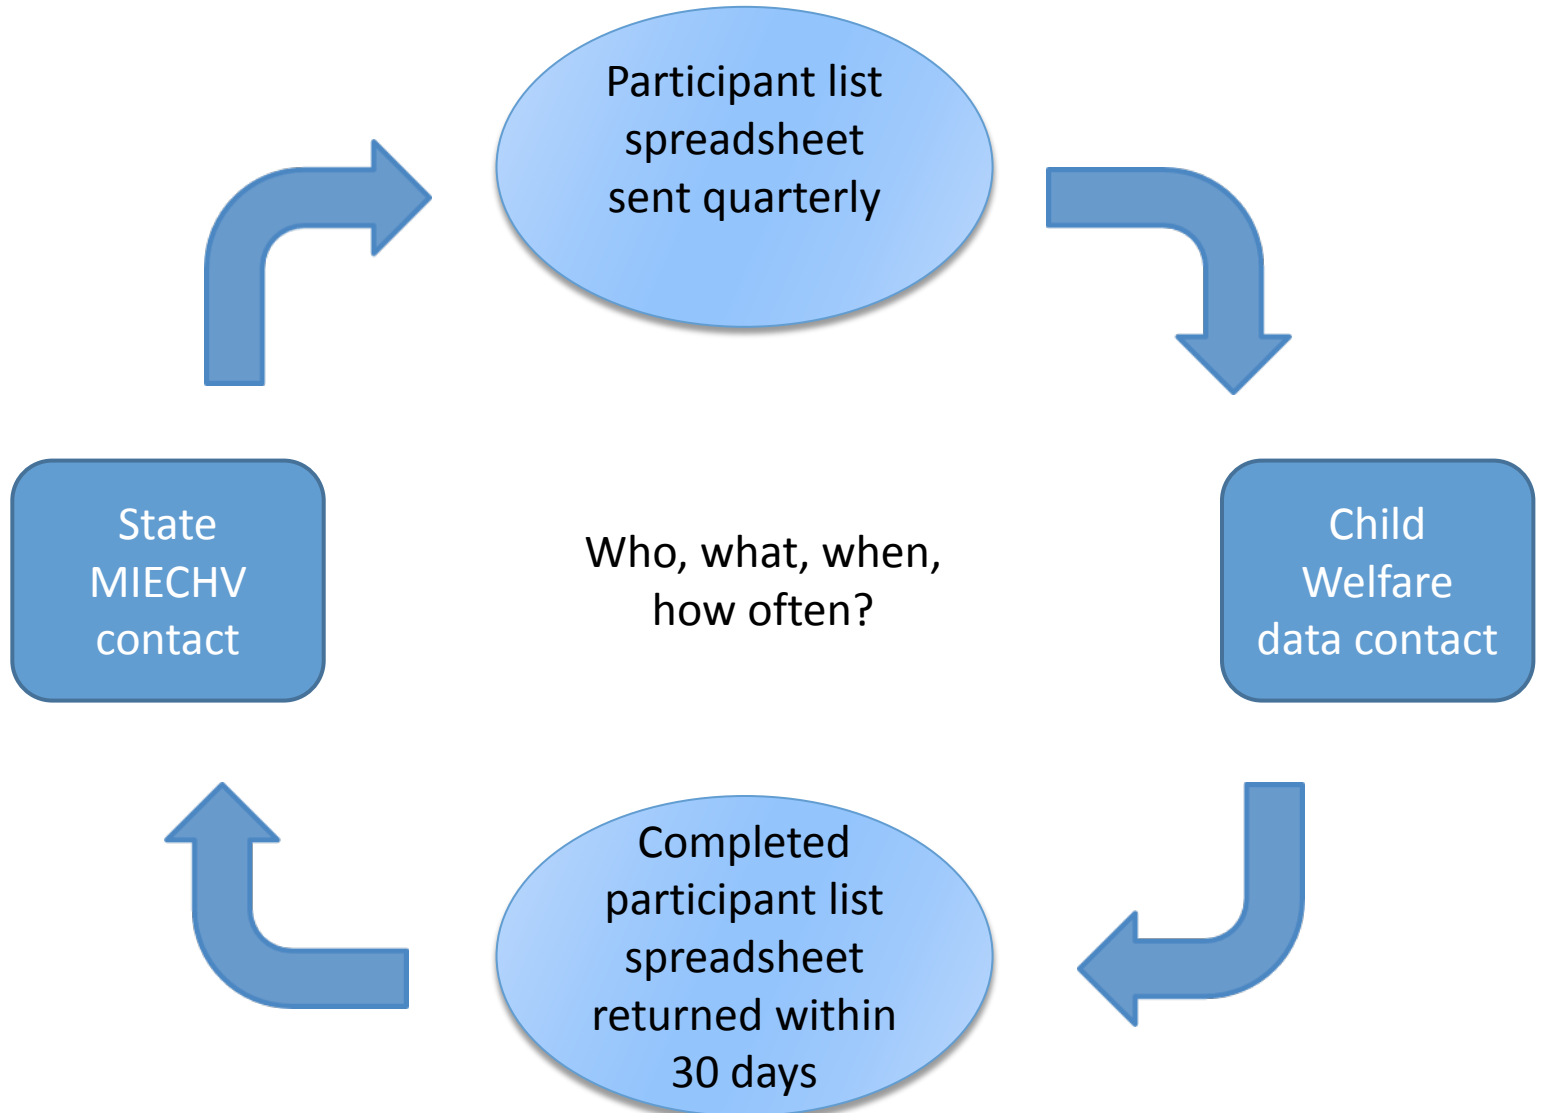 Participant list
spreadsheet
sent quarterly
State
MIECHV
contact
Who, what, when,
how often?
Child
Welfare
data contact
Completed
participant list
spreadsheet
returned within
30 days